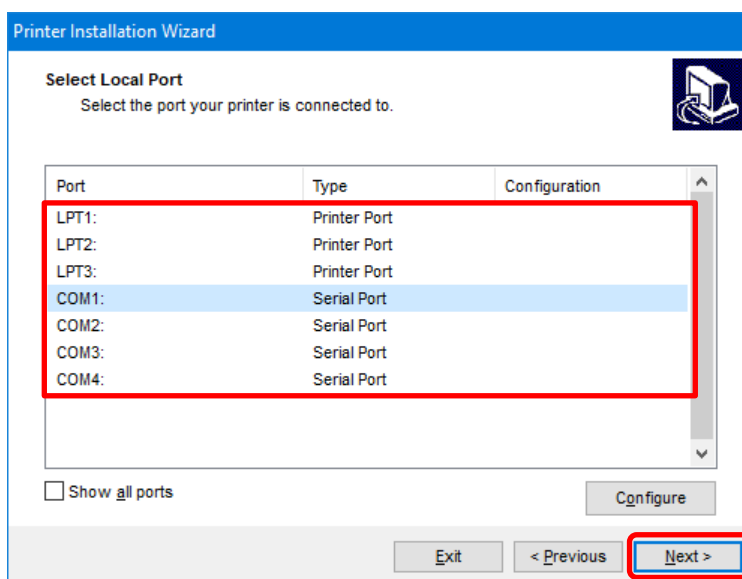 Printer Installation Wizard
Select Local Port
Select the port your printer is connected to.
Port Type Configuration
LPT1: Printer Port
LPT2: Printer Port
LPT3: Printer Port
COM1: Serial Port
COM2: Serial Port
COM3: Serial Port
COM4: Serial Port
Show all ports
Configure
Exit < Previous Next >